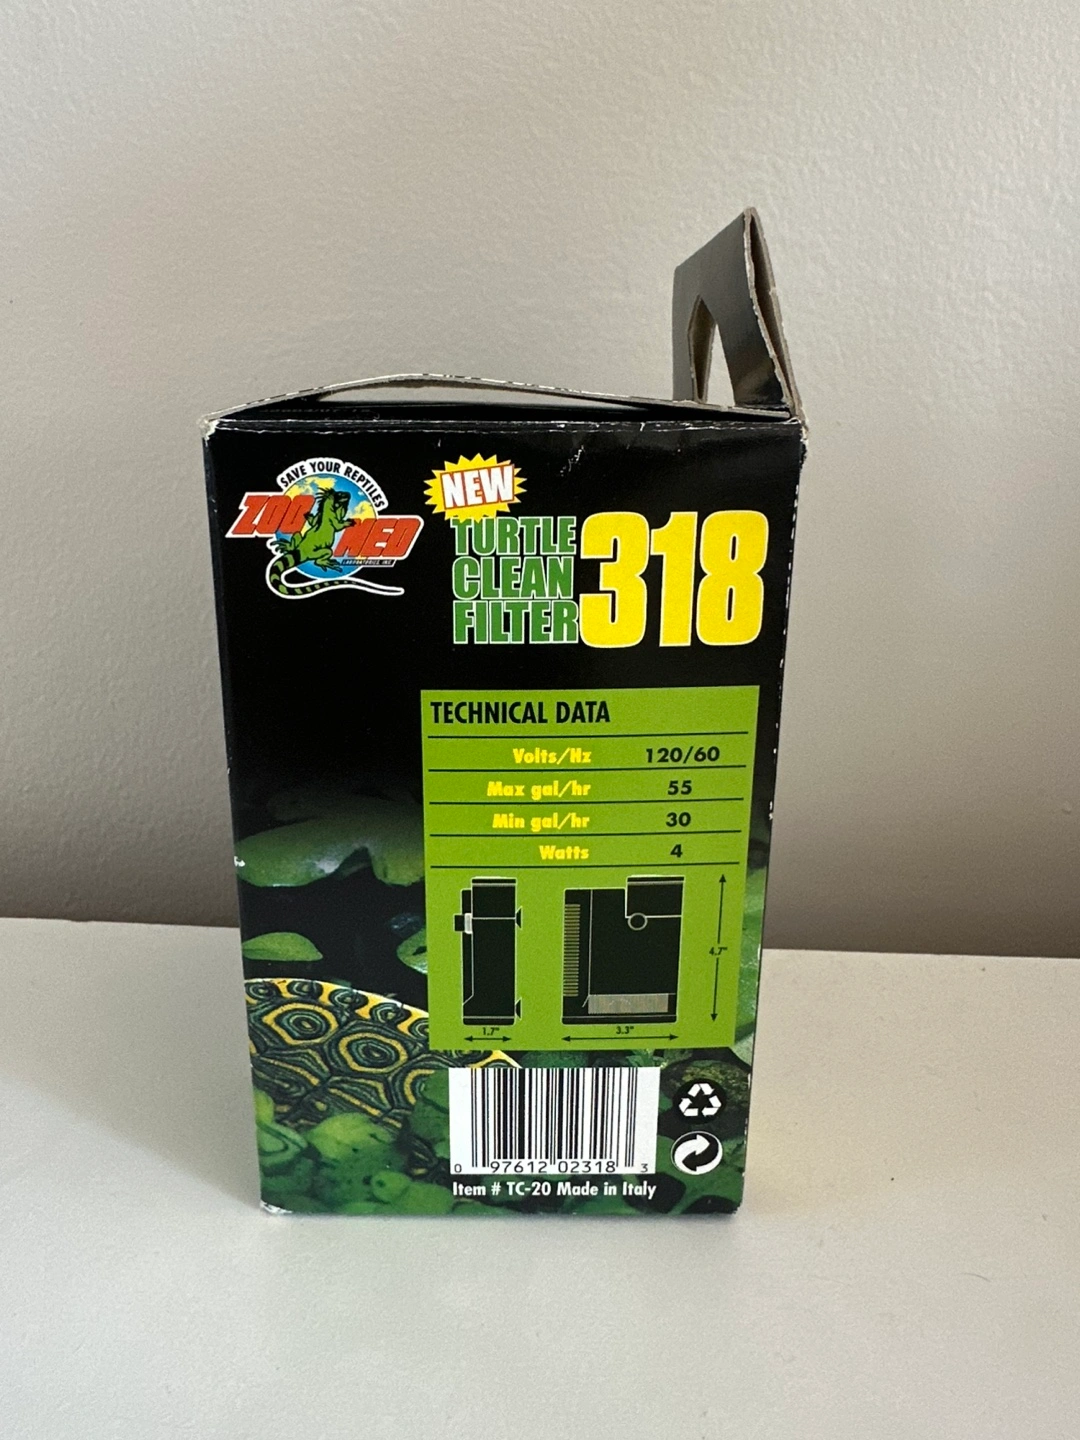 SAVE YOUR REPTILES
ZOO MED
LABORATORIES, INC.
NEW
TURTLE
CLEAN
FILTER
318
TECHNICAL DATA
Volts/Hz 120/60
Max gal/hr 55
Min gal/hr 30
Watts 4
4.7"
1.7" 3.3"
0 97612 02318 3
Item # TC-20 Made in Italy